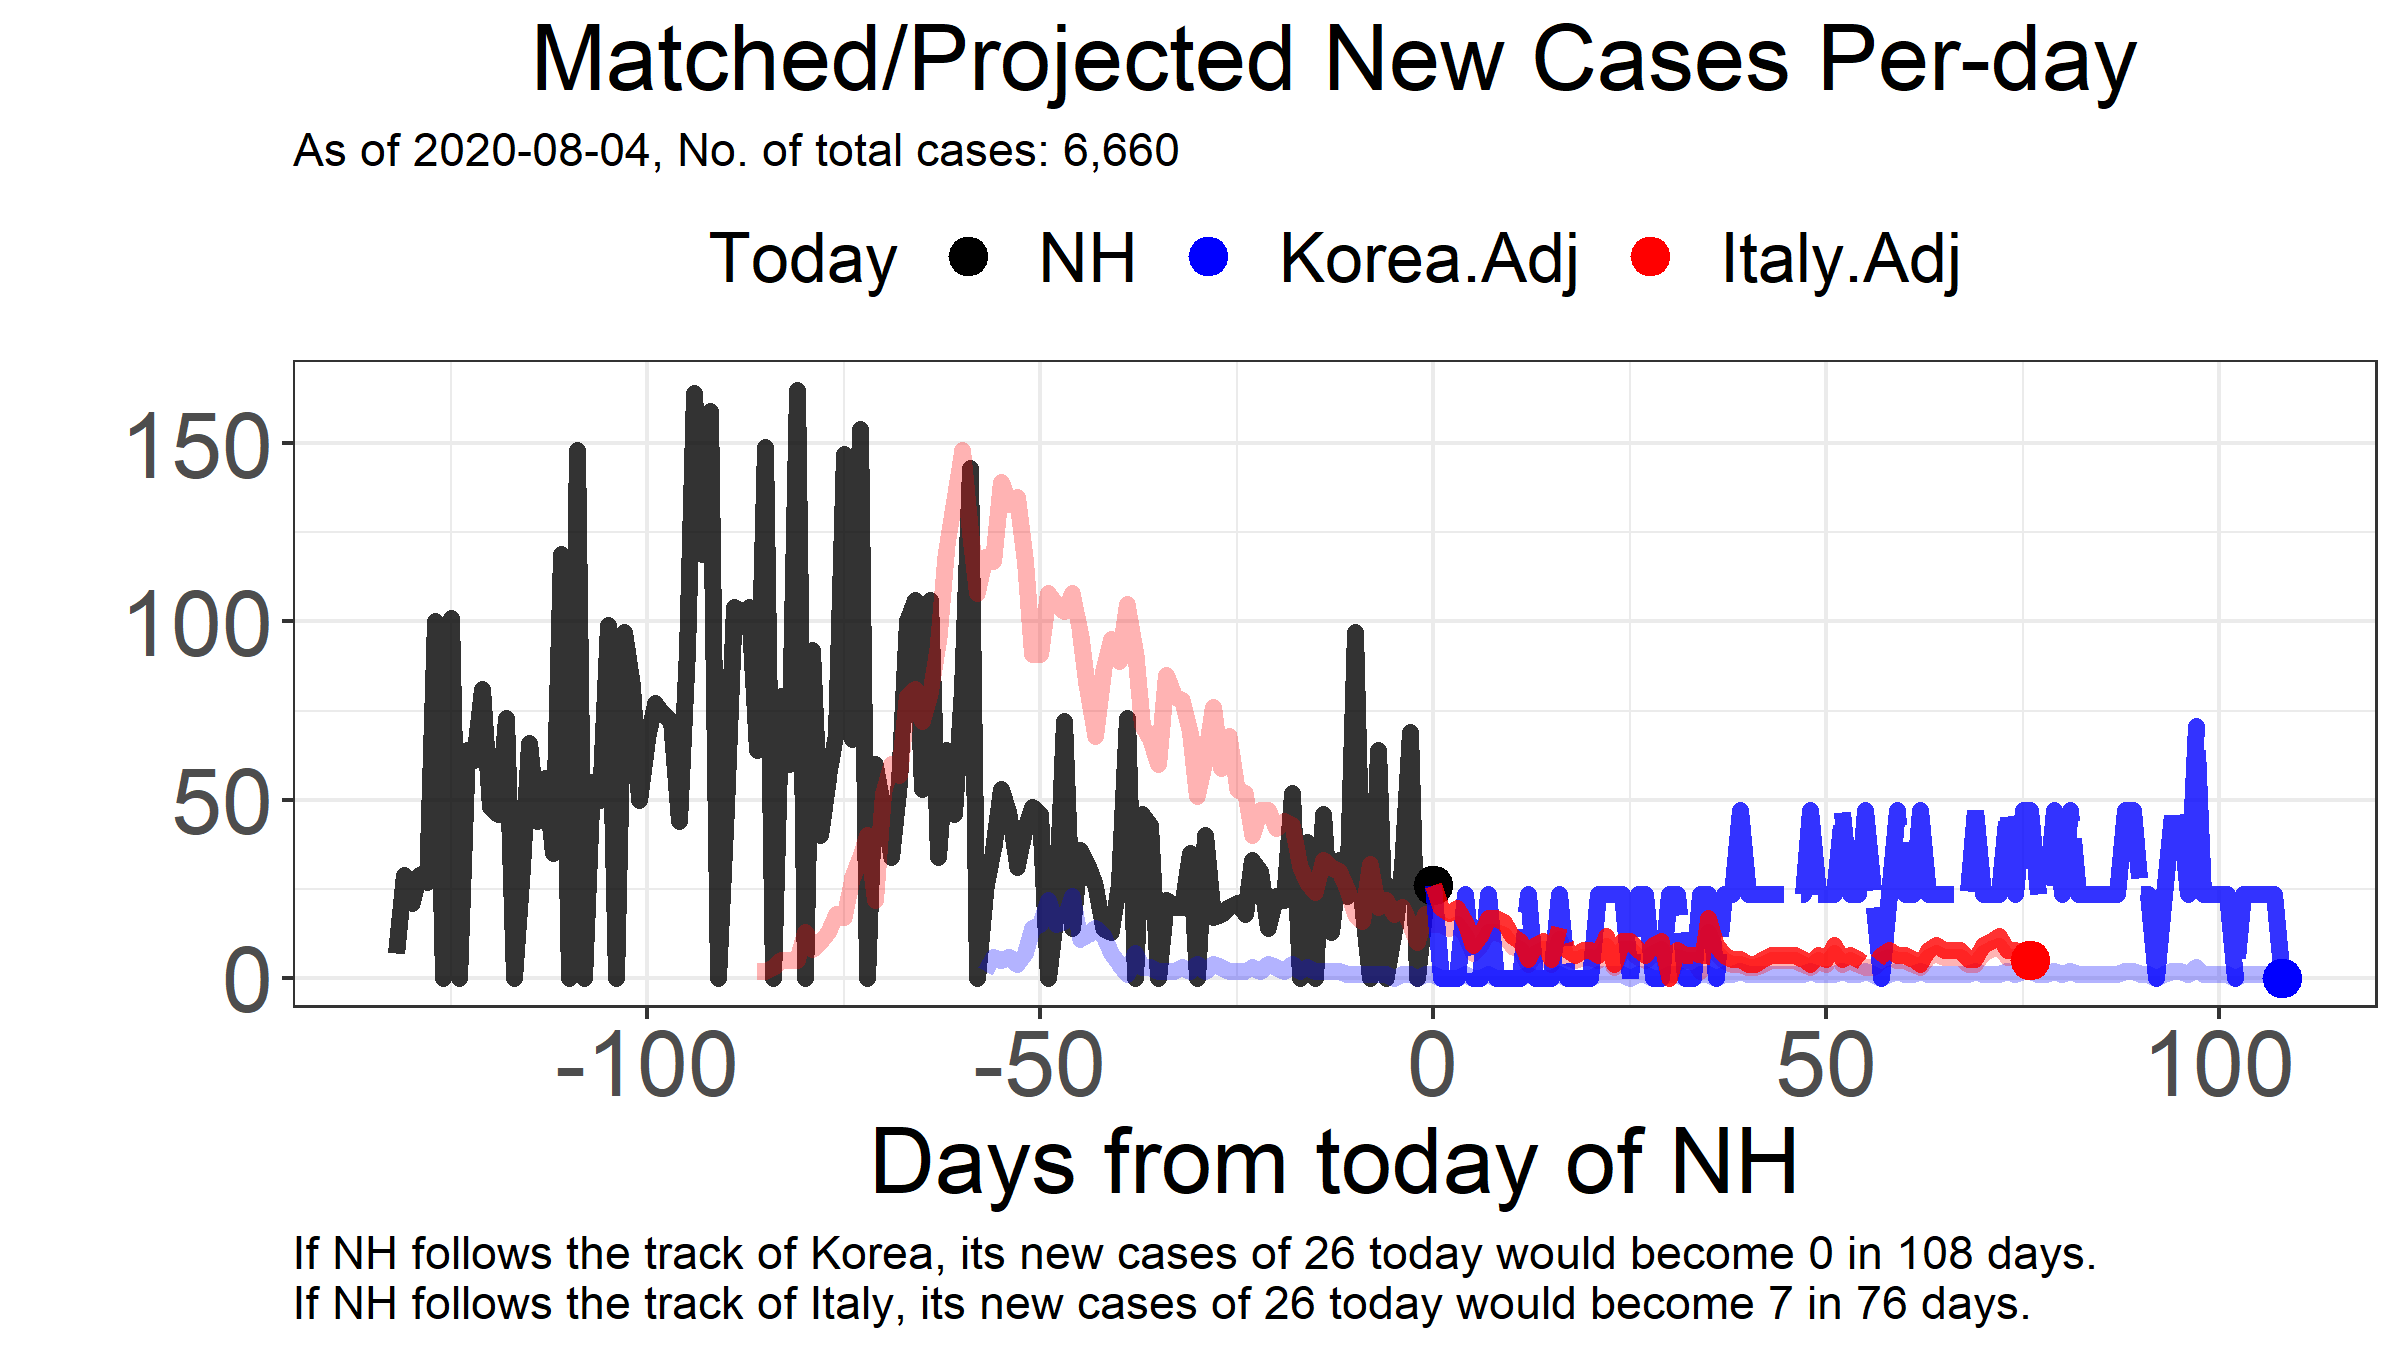 Matched/Projected New Cases Per-day
As of 2020-08-04, No. of total cases: 6,660
Today NH Korea.Adj Italy.Adj
150
100
50
0
-100 -50 0 50 100
Days from today of NH
If NH follows the track of Korea, its new cases of 26 today would become 0 in 108 days.
If NH follows the track of Italy, its new cases of 26 today would become 7 in 76 days.